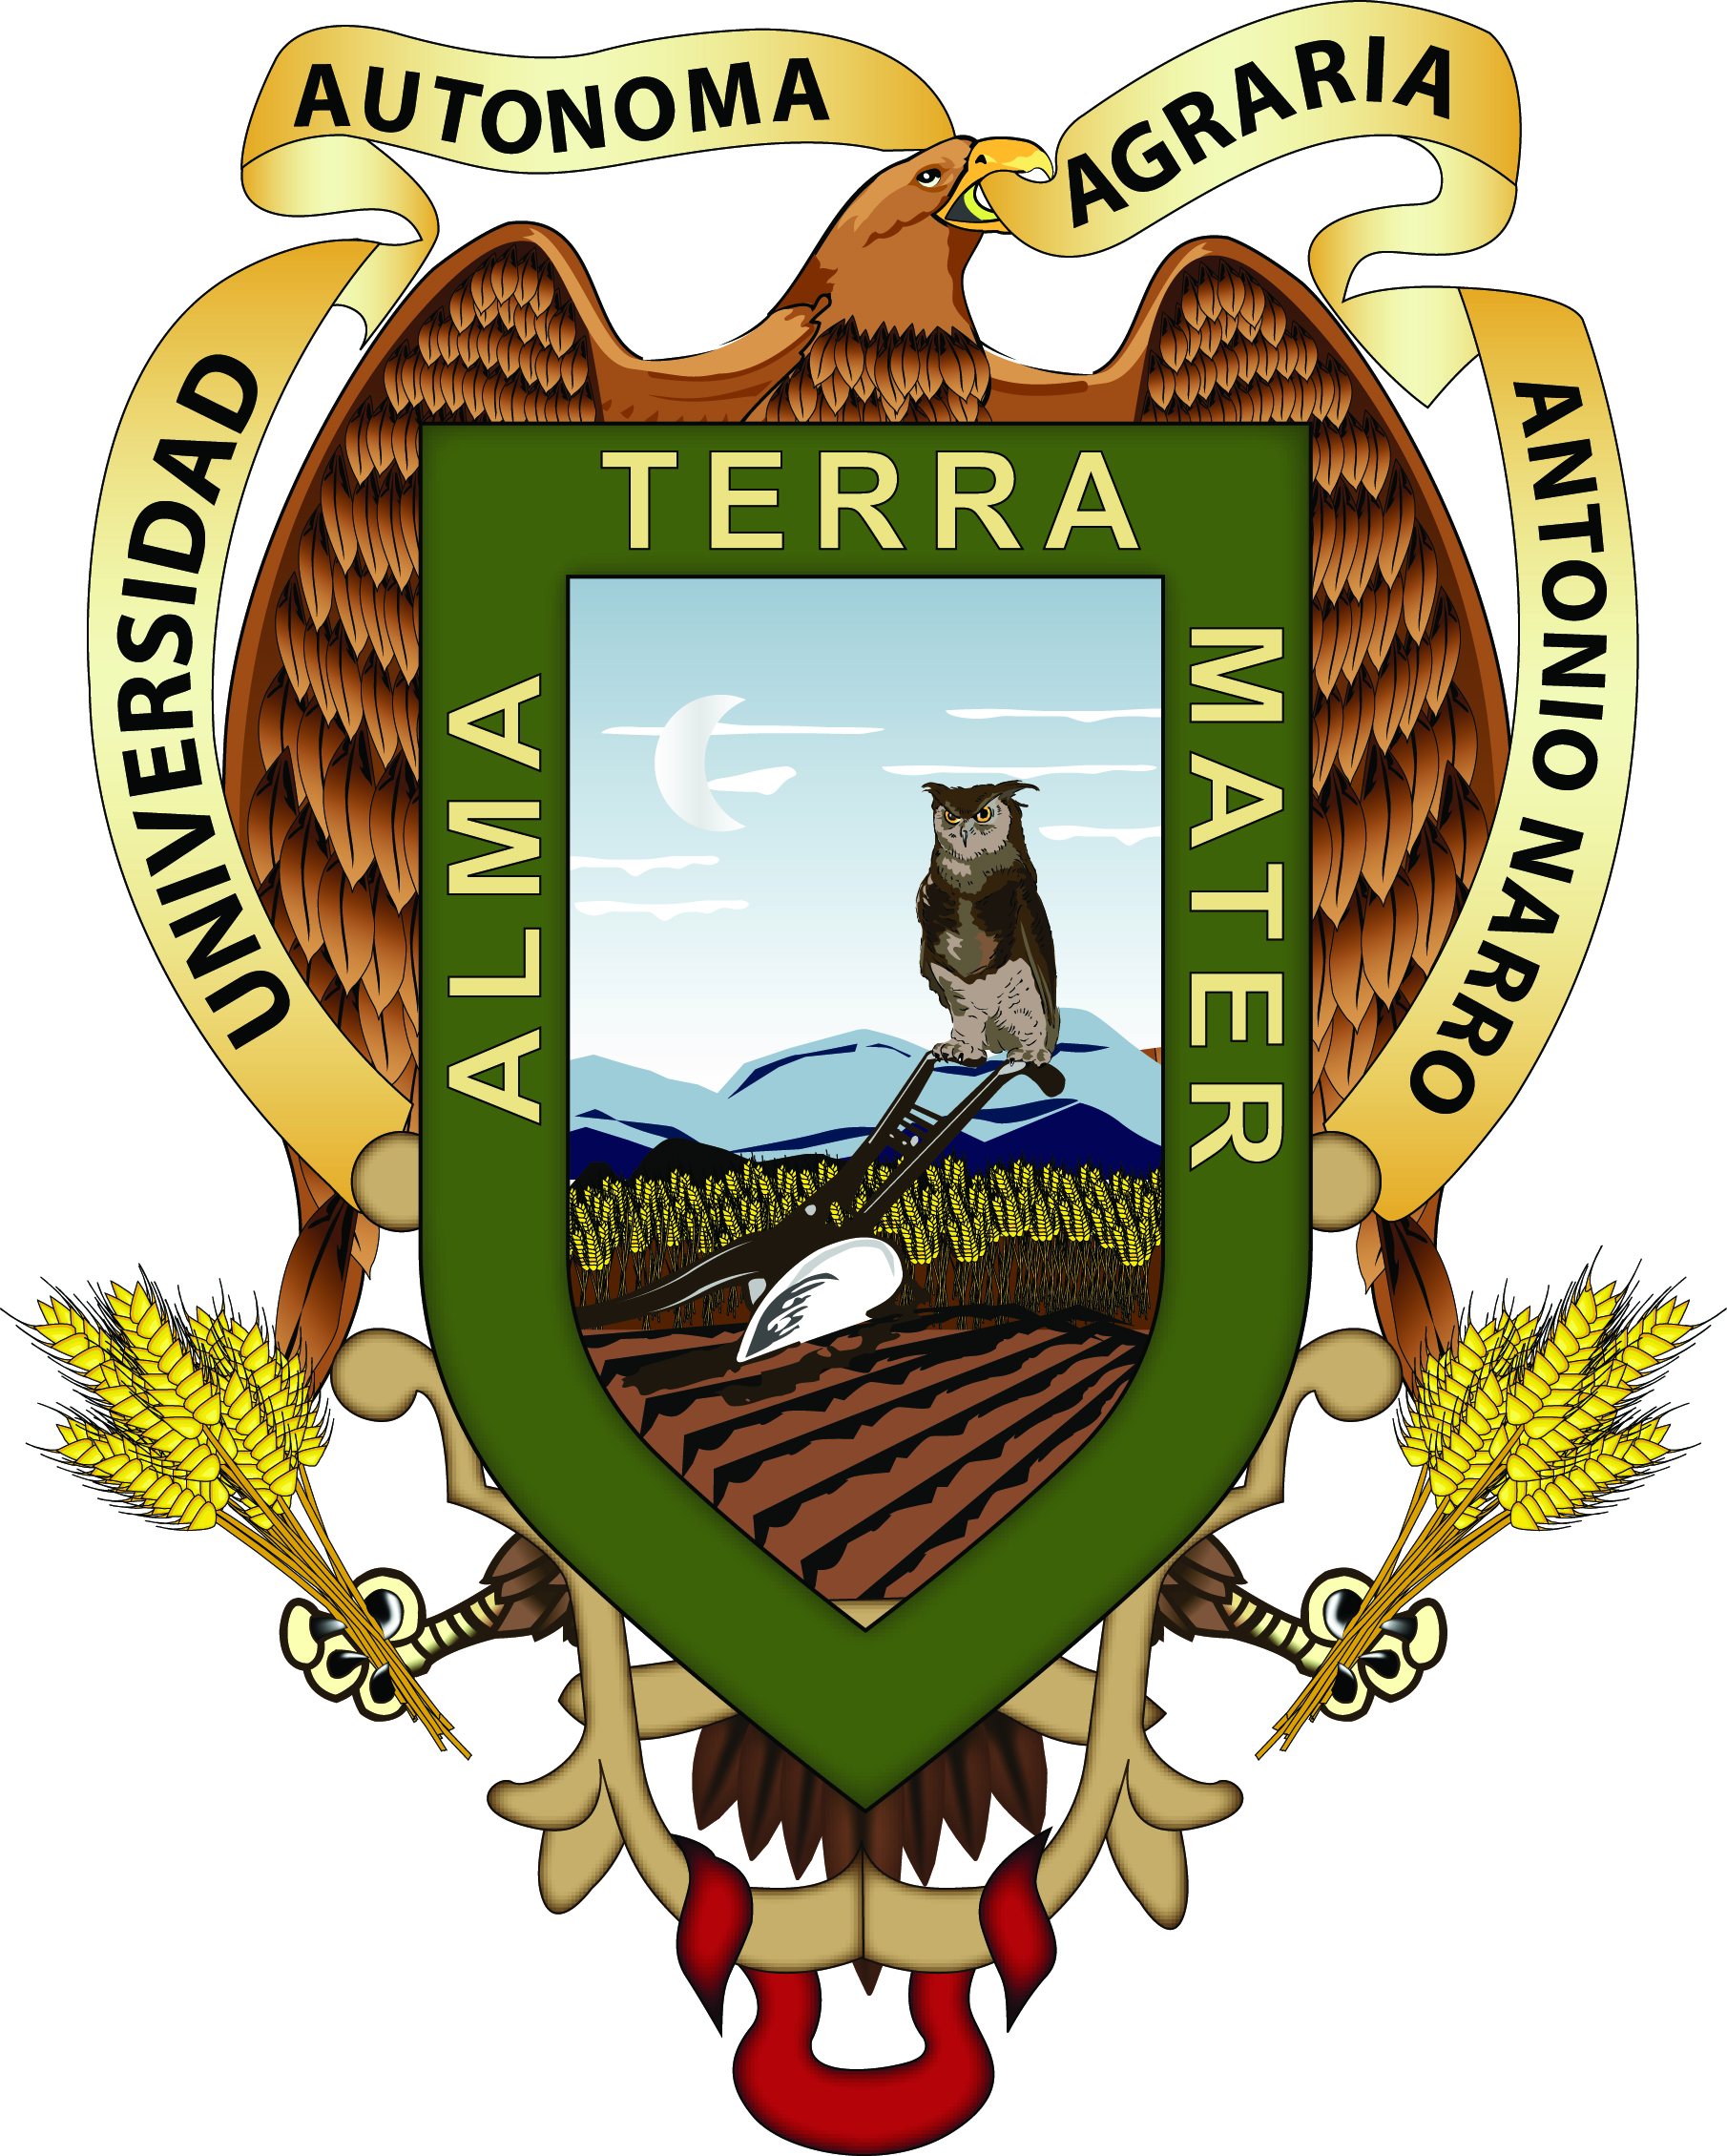 UNIVERSIDAD
AUTONOMA
AGRARIA
ANTONIO NARRO
ALMA
TERRA
MATER